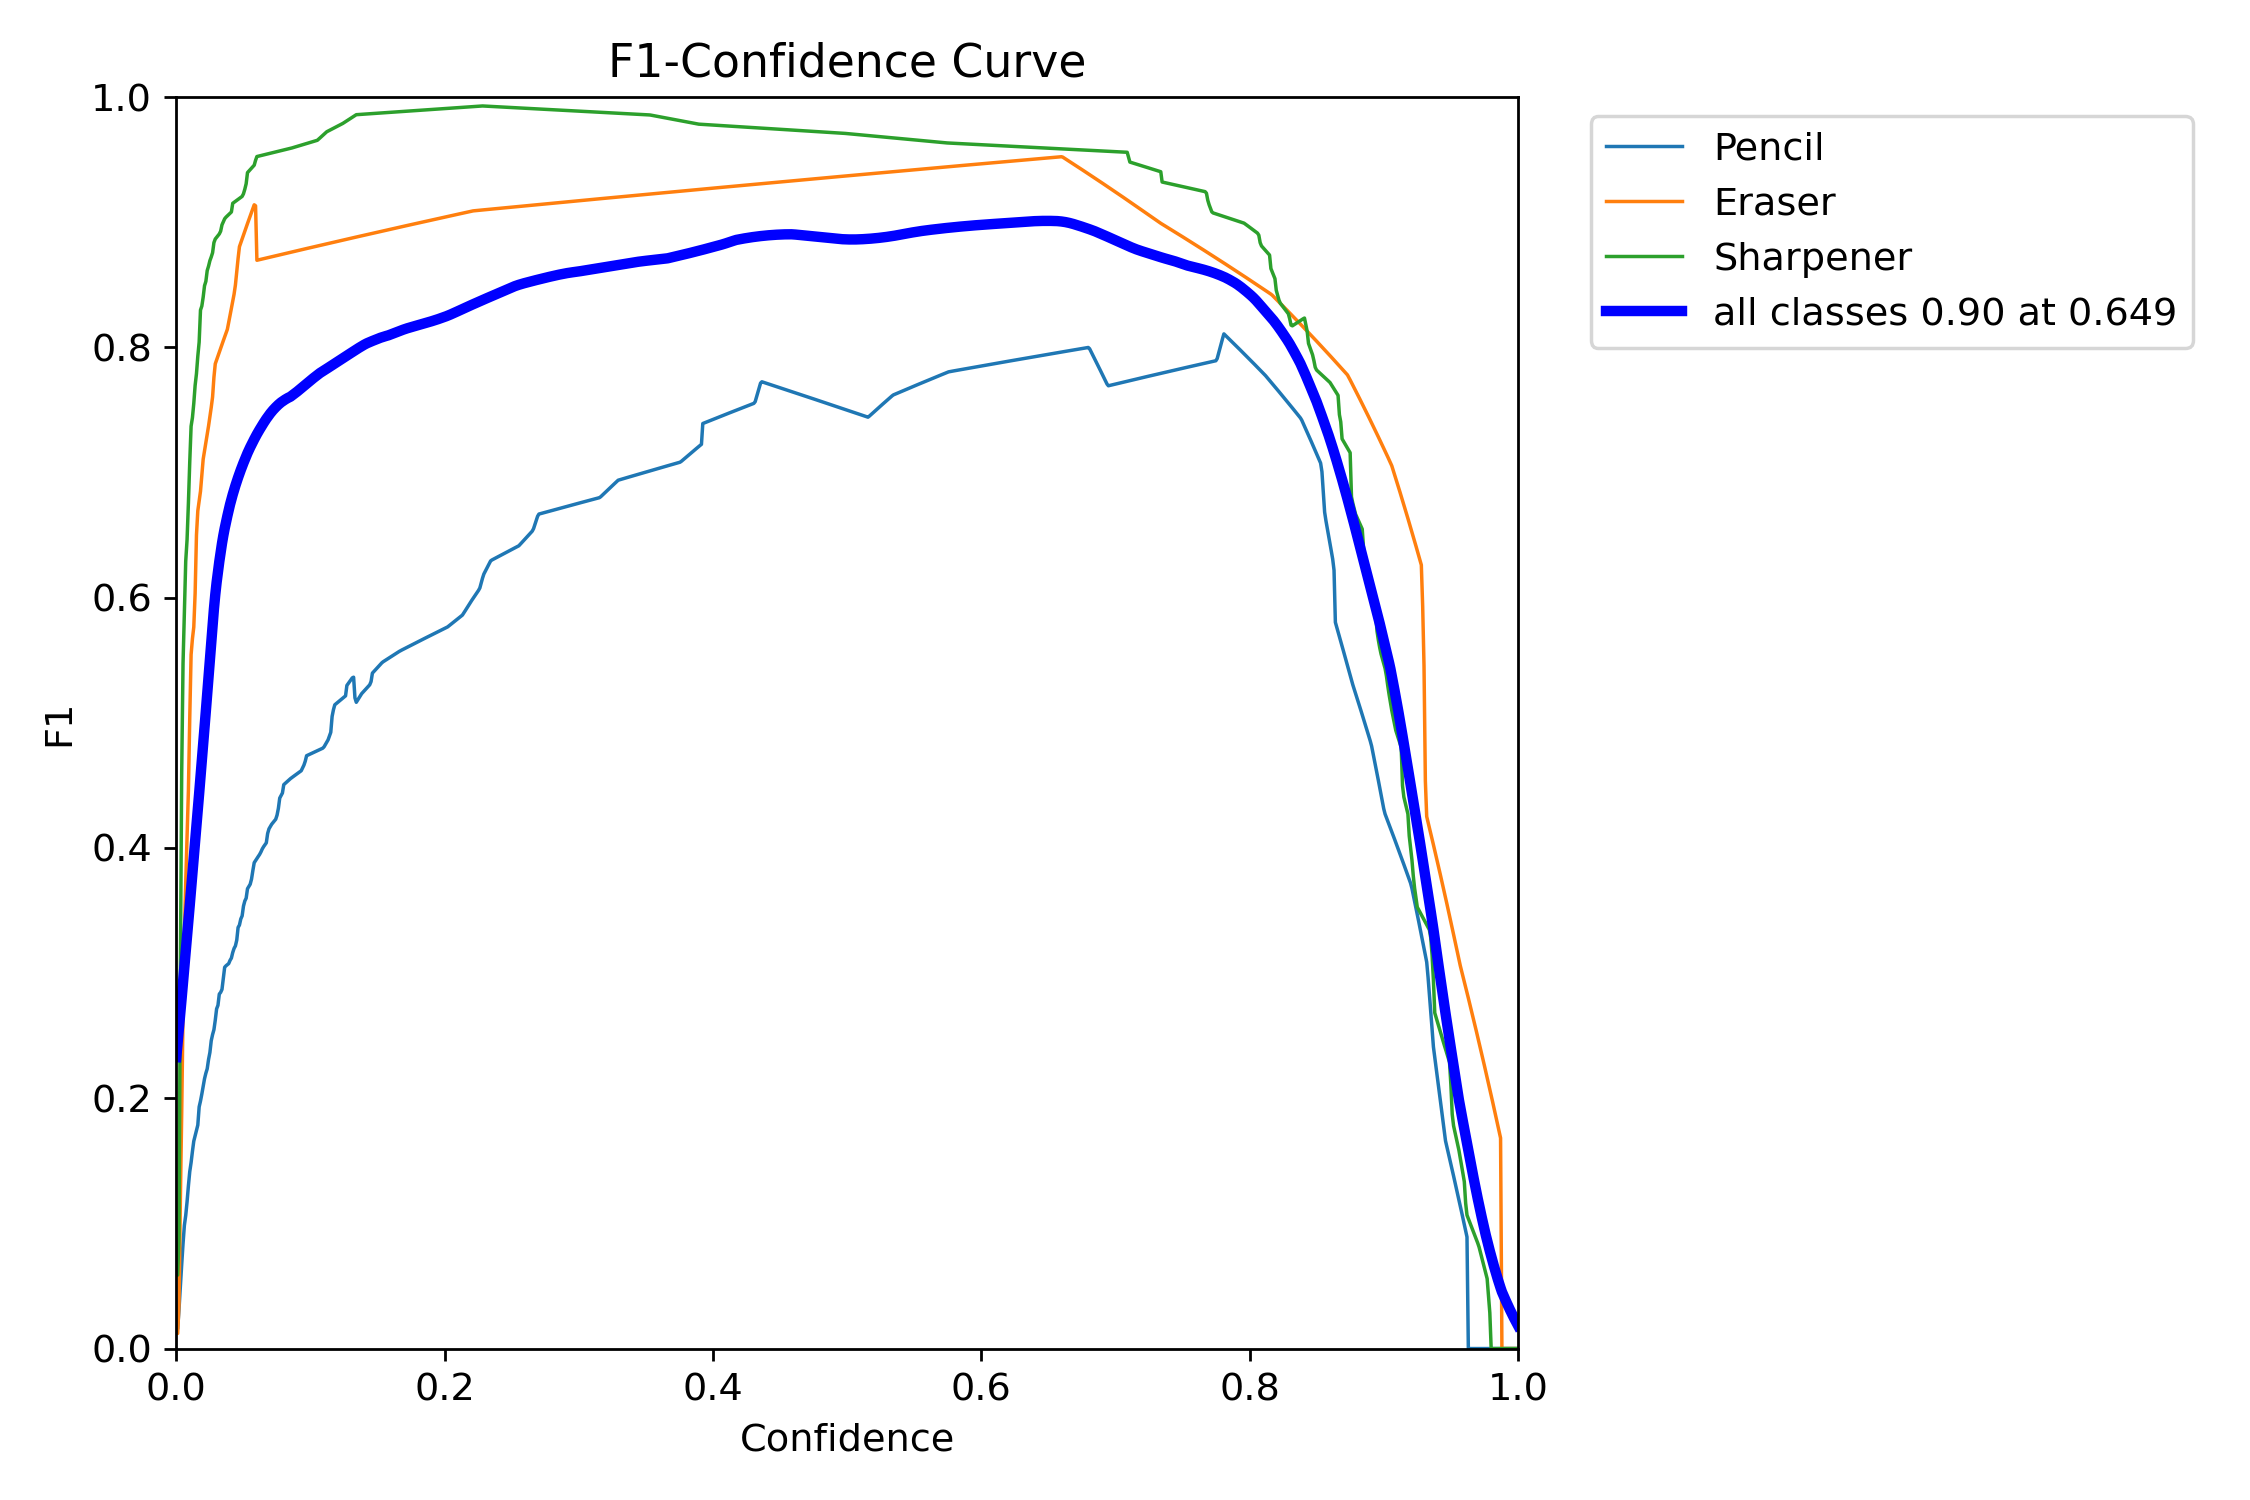 F1-Confidence Curve
1.0
0.8
0.6
0.4
0.2
0.0
F1
0.0 0.2 0.4 0.6 0.8 1.0
Confidence
Pencil
Eraser
Sharpener
all classes 0.90 at 0.649